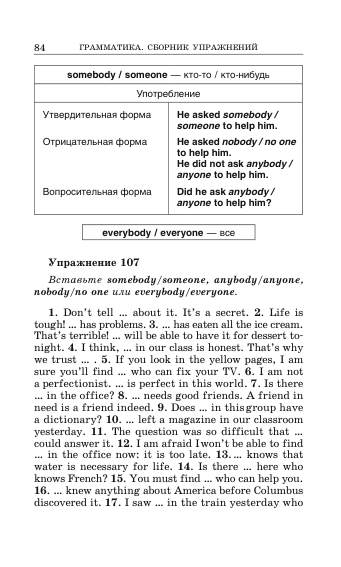 84 ГРАММАТИКА. СБОРНИК УПРАЖНЕНИЙ
somebody / someone — кто-то / кто-нибудь
Употребление
Утвердительная форма
He asked somebody /
someone to help him.
Отрицательная форма
He asked nobody / no one
to help him.
He did not ask anybody /
anyone to help him.
Вопросительная форма
Did he ask anybody /
anyone to help him?
everybody / everyone — все
Упражнение 107
Вставьте somebody/someone, anybody/anyone,
nobody/no one или everybody/everyone.
1. Don't tell ... about it. It's a secret. 2. Life is
tough! ... has problems. 3. ... has eaten all the ice cream.
That's terrible! ... will be able to have it for dessert to-
night. 4. I think, ... in our class is honest. That's why
we trust ... . 5. If you look in the yellow pages, I am
sure you'll find ... who can fix your TV. 6. I am not
a perfectionist. ... is perfect in this world. 7. Is there
... in the office? 8. ... needs good friends. A friend in
need is a friend indeed. 9. Does ... in this group have
a dictionary? 10. ... left a magazine in our classroom
yesterday. 11. The question was so difficult that ...
could answer it. 12. I am afraid I won't be able to find
... in the office now: it is too late. 13. ... knows that
water is necessary for life. 14. Is there ... here who
knows French? 15. You must find ... who can help you.
16. ... knew anything about America before Columbus
discovered it. 17. I saw ... in the train yesterday who